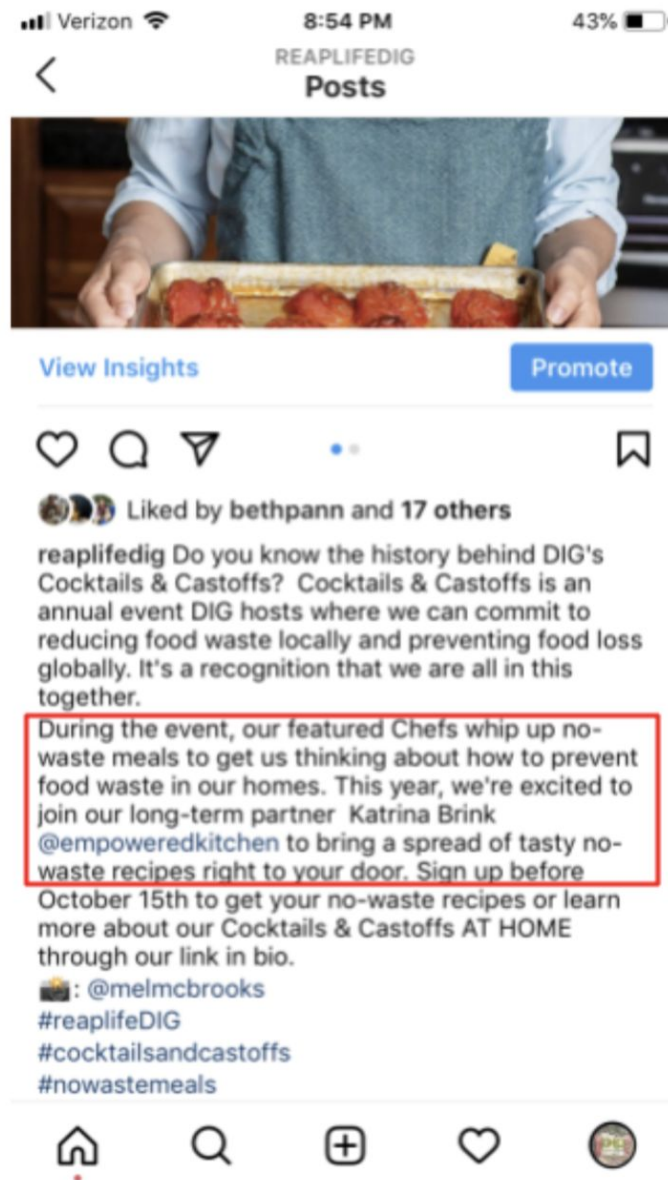 Verizon 8:54 PM 43%
REAPLIFEDIG
Posts
View Insights Promote
Liked by bethpann and 17 others
reaplifedig Do you know the history behind DIG's
Cocktails & Castoffs?  Cocktails & Castoffs is an
annual event DIG hosts where we can commit to
reducing food waste locally and preventing food loss
globally. It's a recognition that we are all in this
together.
During the event, our featured Chefs whip up no-
waste meals to get us thinking about how to prevent
food waste in our homes. This year, we're excited to
join our long-term partner  Katrina Brink
@empoweredkitchen to bring a spread of tasty no-
waste recipes right to your door. Sign up before
October 15th to get your no-waste recipes or learn
more about our Cocktails & Castoffs AT HOME
through our link in bio.
📸: @melmcbrooks
#reaplifeDIG
#cocktailsandcastoffs
#nowastemeals